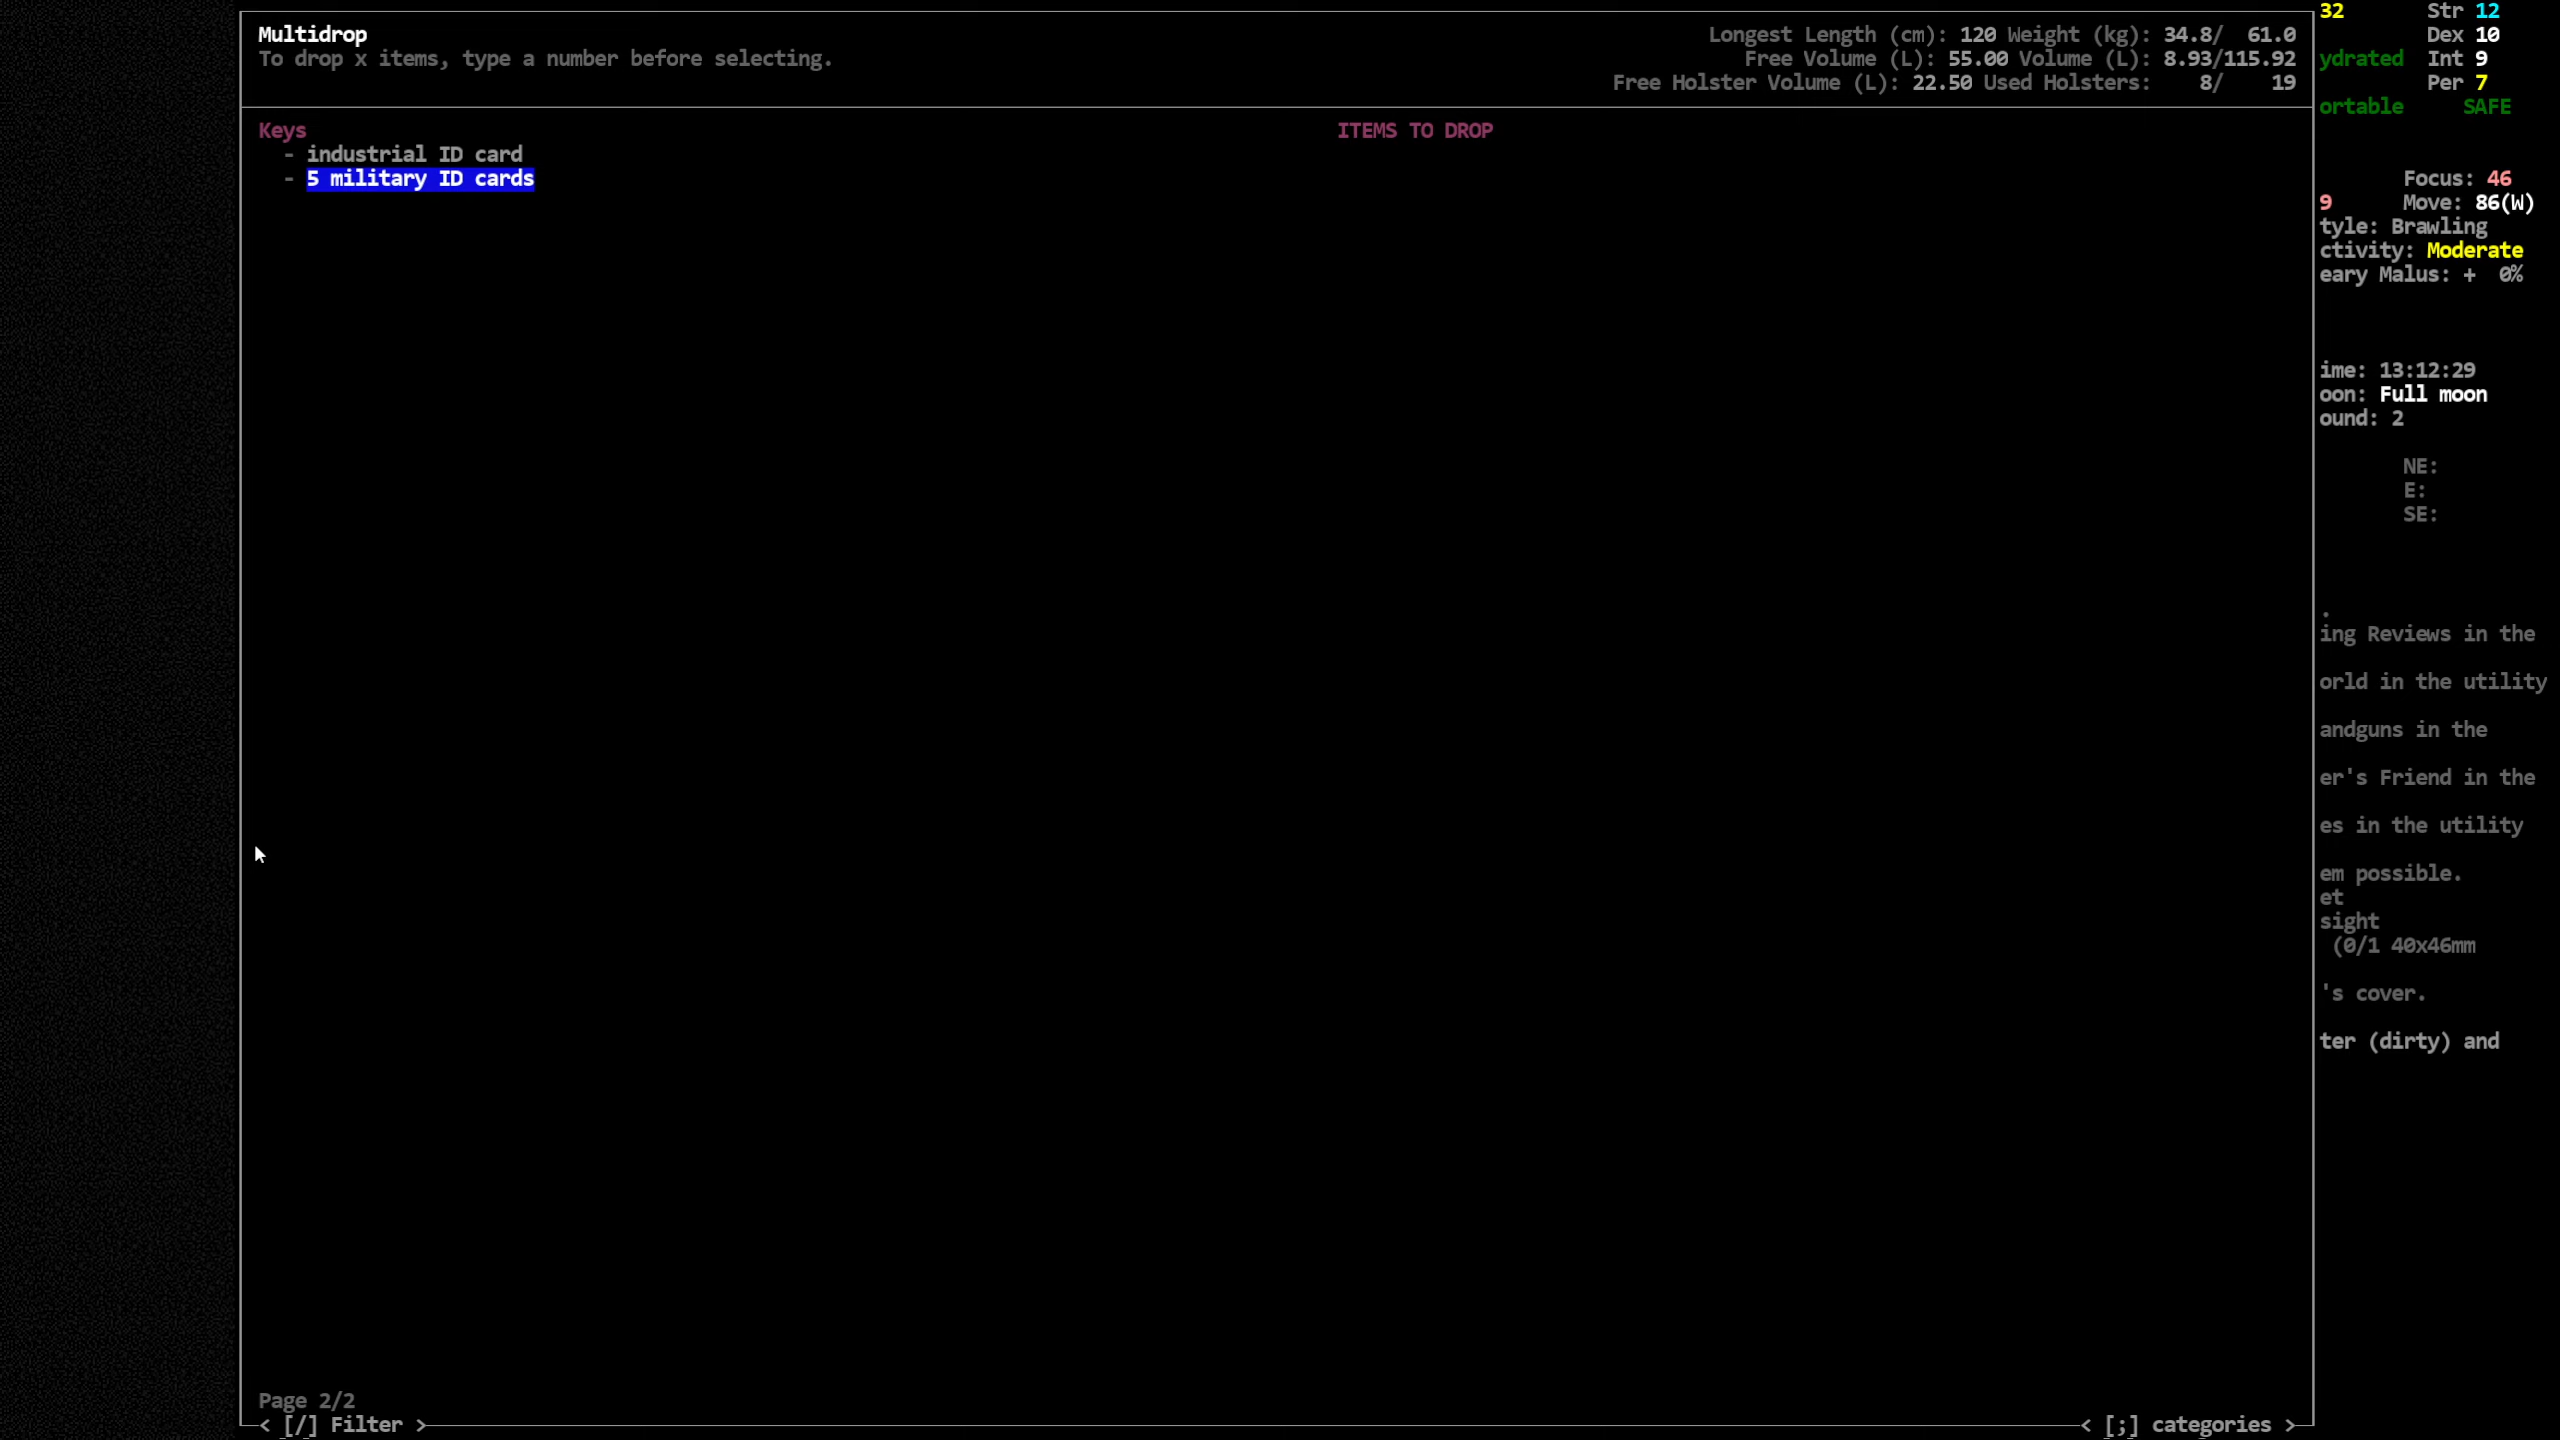 Multidrop
To drop x items, type a number before selecting.
Longest Length (cm): 120 Weight (kg): 34.8/ 61.0
Free Volume (L): 55.00 Volume (L): 8.93/115.92
Free Holster Volume (L): 22.50 Used Holsters: 8/ 19
Keys
ITEMS TO DROP
- industrial ID card
- 5 military ID cards
Page 2/2
< [/] Filter >
< [;] categories >
32 Str 12
Dex 10
ydrated Int 9
Per 7
ortable SAFE
Focus: 46
9 Move: 86(W)
tyle: Brawling
ctivity: Moderate
eary Malus: + 0%
ime: 13:12:29
oon: Full moon
ound: 2
NE:
E:
SE:
.
ing Reviews in the
orld in the utility
andguns in the
er's Friend in the
es in the utility
em possible.
et
sight
(0/1 40x46mm
's cover.
ter (dirty) and